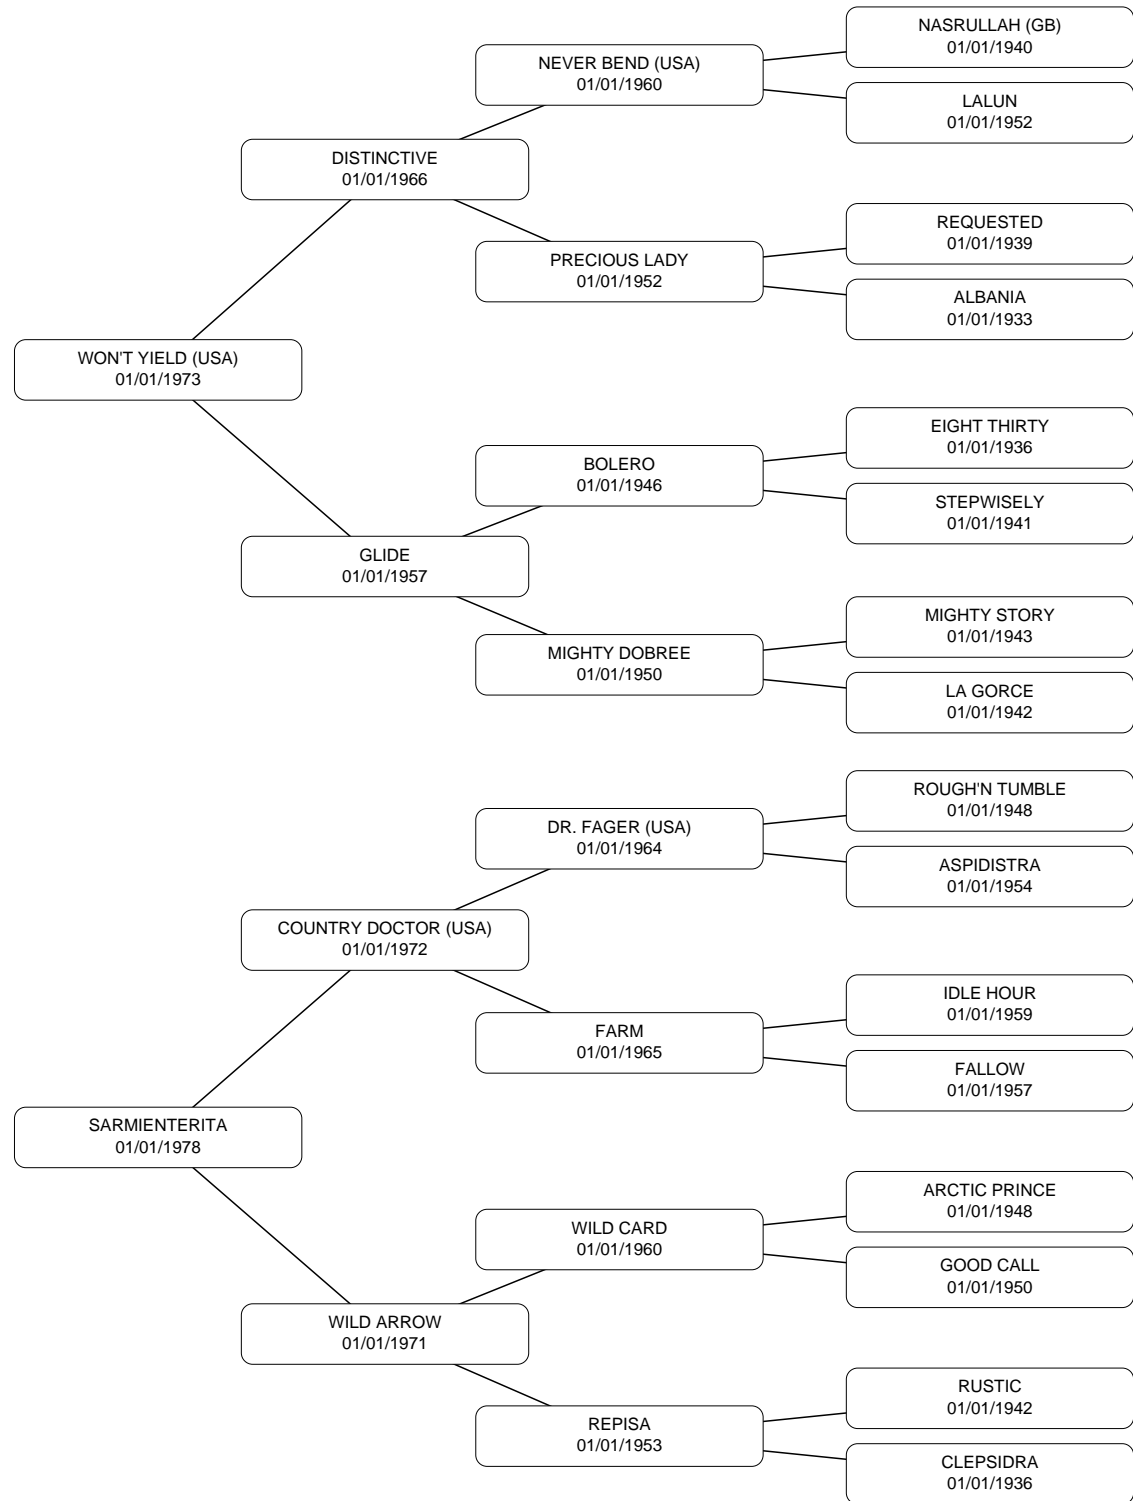 NASRULLAH (GB)
01/01/1940
NEVER BEND (USA)
01/01/1960
LALUN
01/01/1952
DISTINCTIVE
01/01/1966
REQUESTED
01/01/1939
PRECIOUS LADY
01/01/1952
ALBANIA
01/01/1933
WON'T YIELD (USA)
01/01/1973
EIGHT THIRTY
01/01/1936
BOLERO
01/01/1946
STEPWISELY
01/01/1941
GLIDE
01/01/1957
MIGHTY STORY
01/01/1943
MIGHTY DOBREE
01/01/1950
LA GORCE
01/01/1942
ROUGH'N TUMBLE
01/01/1948
DR. FAGER (USA)
01/01/1964
ASPIDISTRA
01/01/1954
COUNTRY DOCTOR (USA)
01/01/1972
IDLE HOUR
01/01/1959
FARM
01/01/1965
FALLOW
01/01/1957
SARMIENTERITA
01/01/1978
ARCTIC PRINCE
01/01/1948
WILD CARD
01/01/1960
GOOD CALL
01/01/1950
WILD ARROW
01/01/1971
RUSTIC
01/01/1942
REPISA
01/01/1953
CLEPSIDRA
01/01/1936